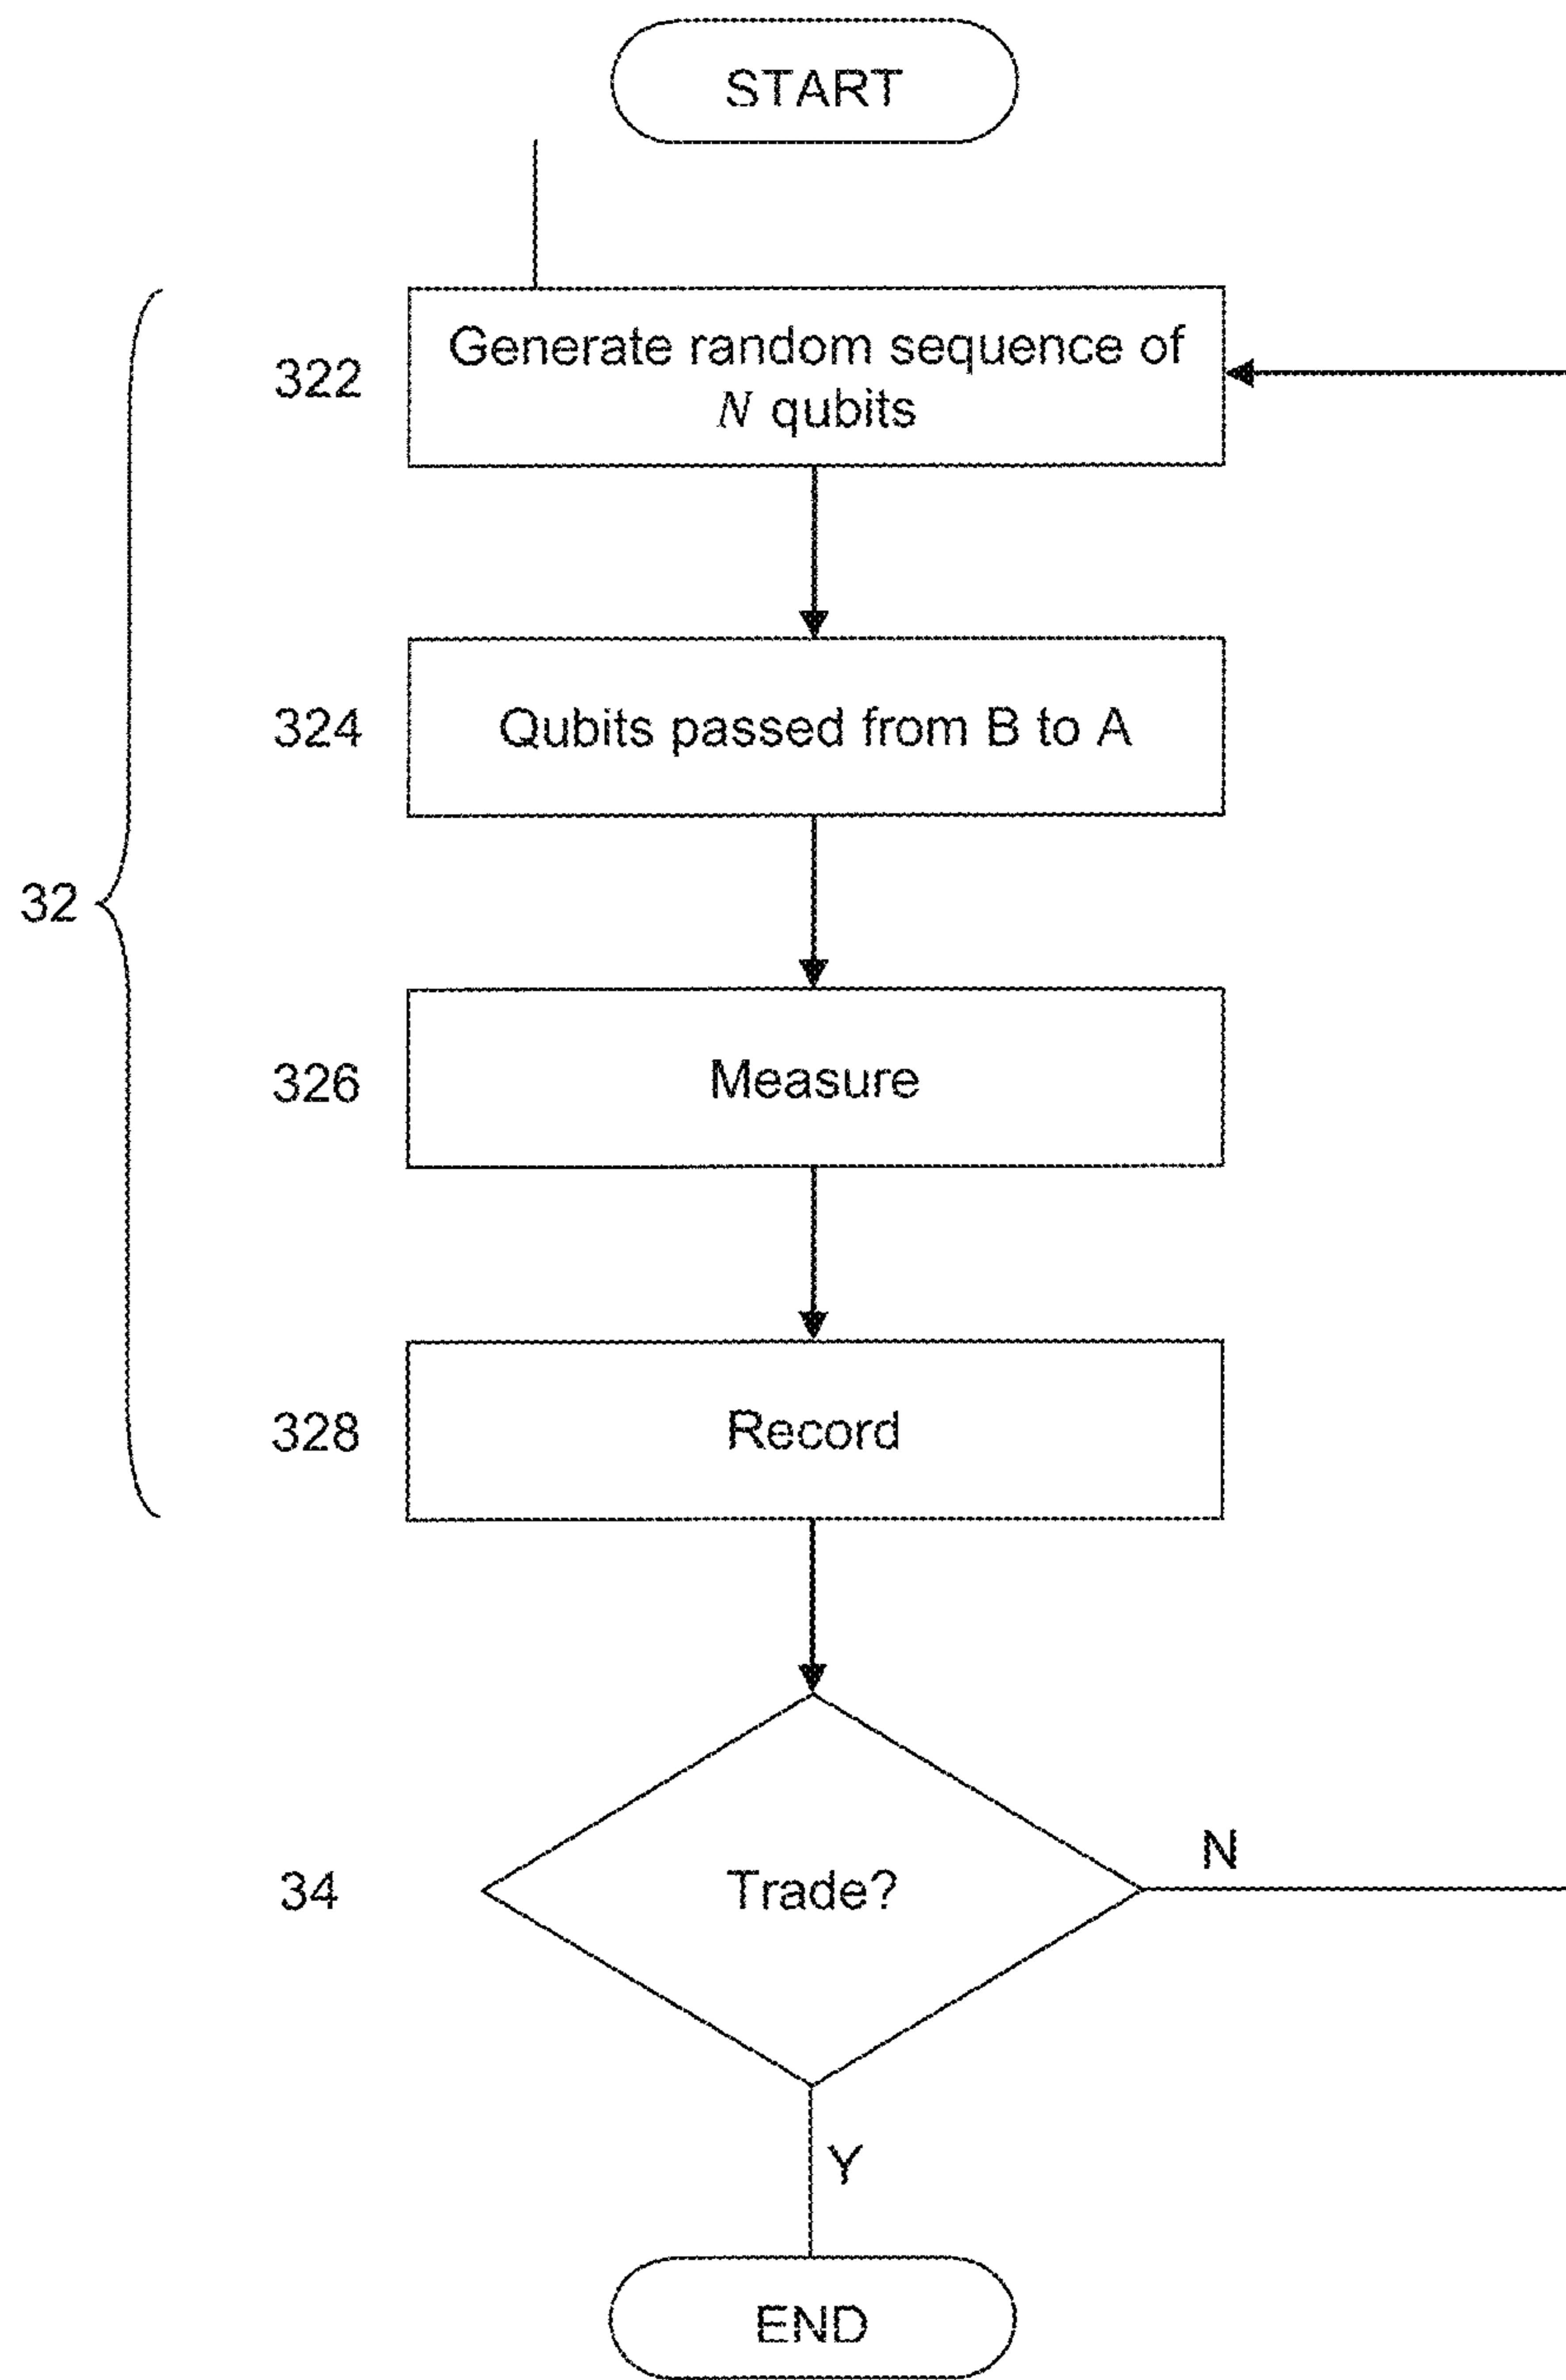 START
322
Generate random sequence of
N qubits
324
Qubits passed from B to A
32
326
Measure
328
Record
34
Trade?
N
Y
END